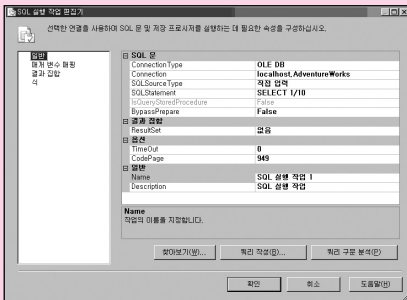 SQL 실행 작업 편집기
선택한 연결을 사용하여 SQL 문 및 저장 프로시저를 실행하는 데 필요한 속성을 구성하십시오.
일반
매개 변수 매핑
결과 집합
식
SQL 문
ConnectionType OLE DB
Connection localhost.AdventureWorks
SQLSourceType 직접 입력
SQLStatement SELECT 1/10
IsQueryStoredProcedure False
BypassPrepare False
결과 집합
ResultSet 없음
옵션
TimeOut 0
CodePage 949
일반
Name SQL 실행 작업 1
Description SQL 실행 작업
Name
작업의 이름을 지정합니다.
찾아보기(W)... 쿼리 작성(B)... 쿼리 구문 분석(P)
확인 취소 도움말(H)